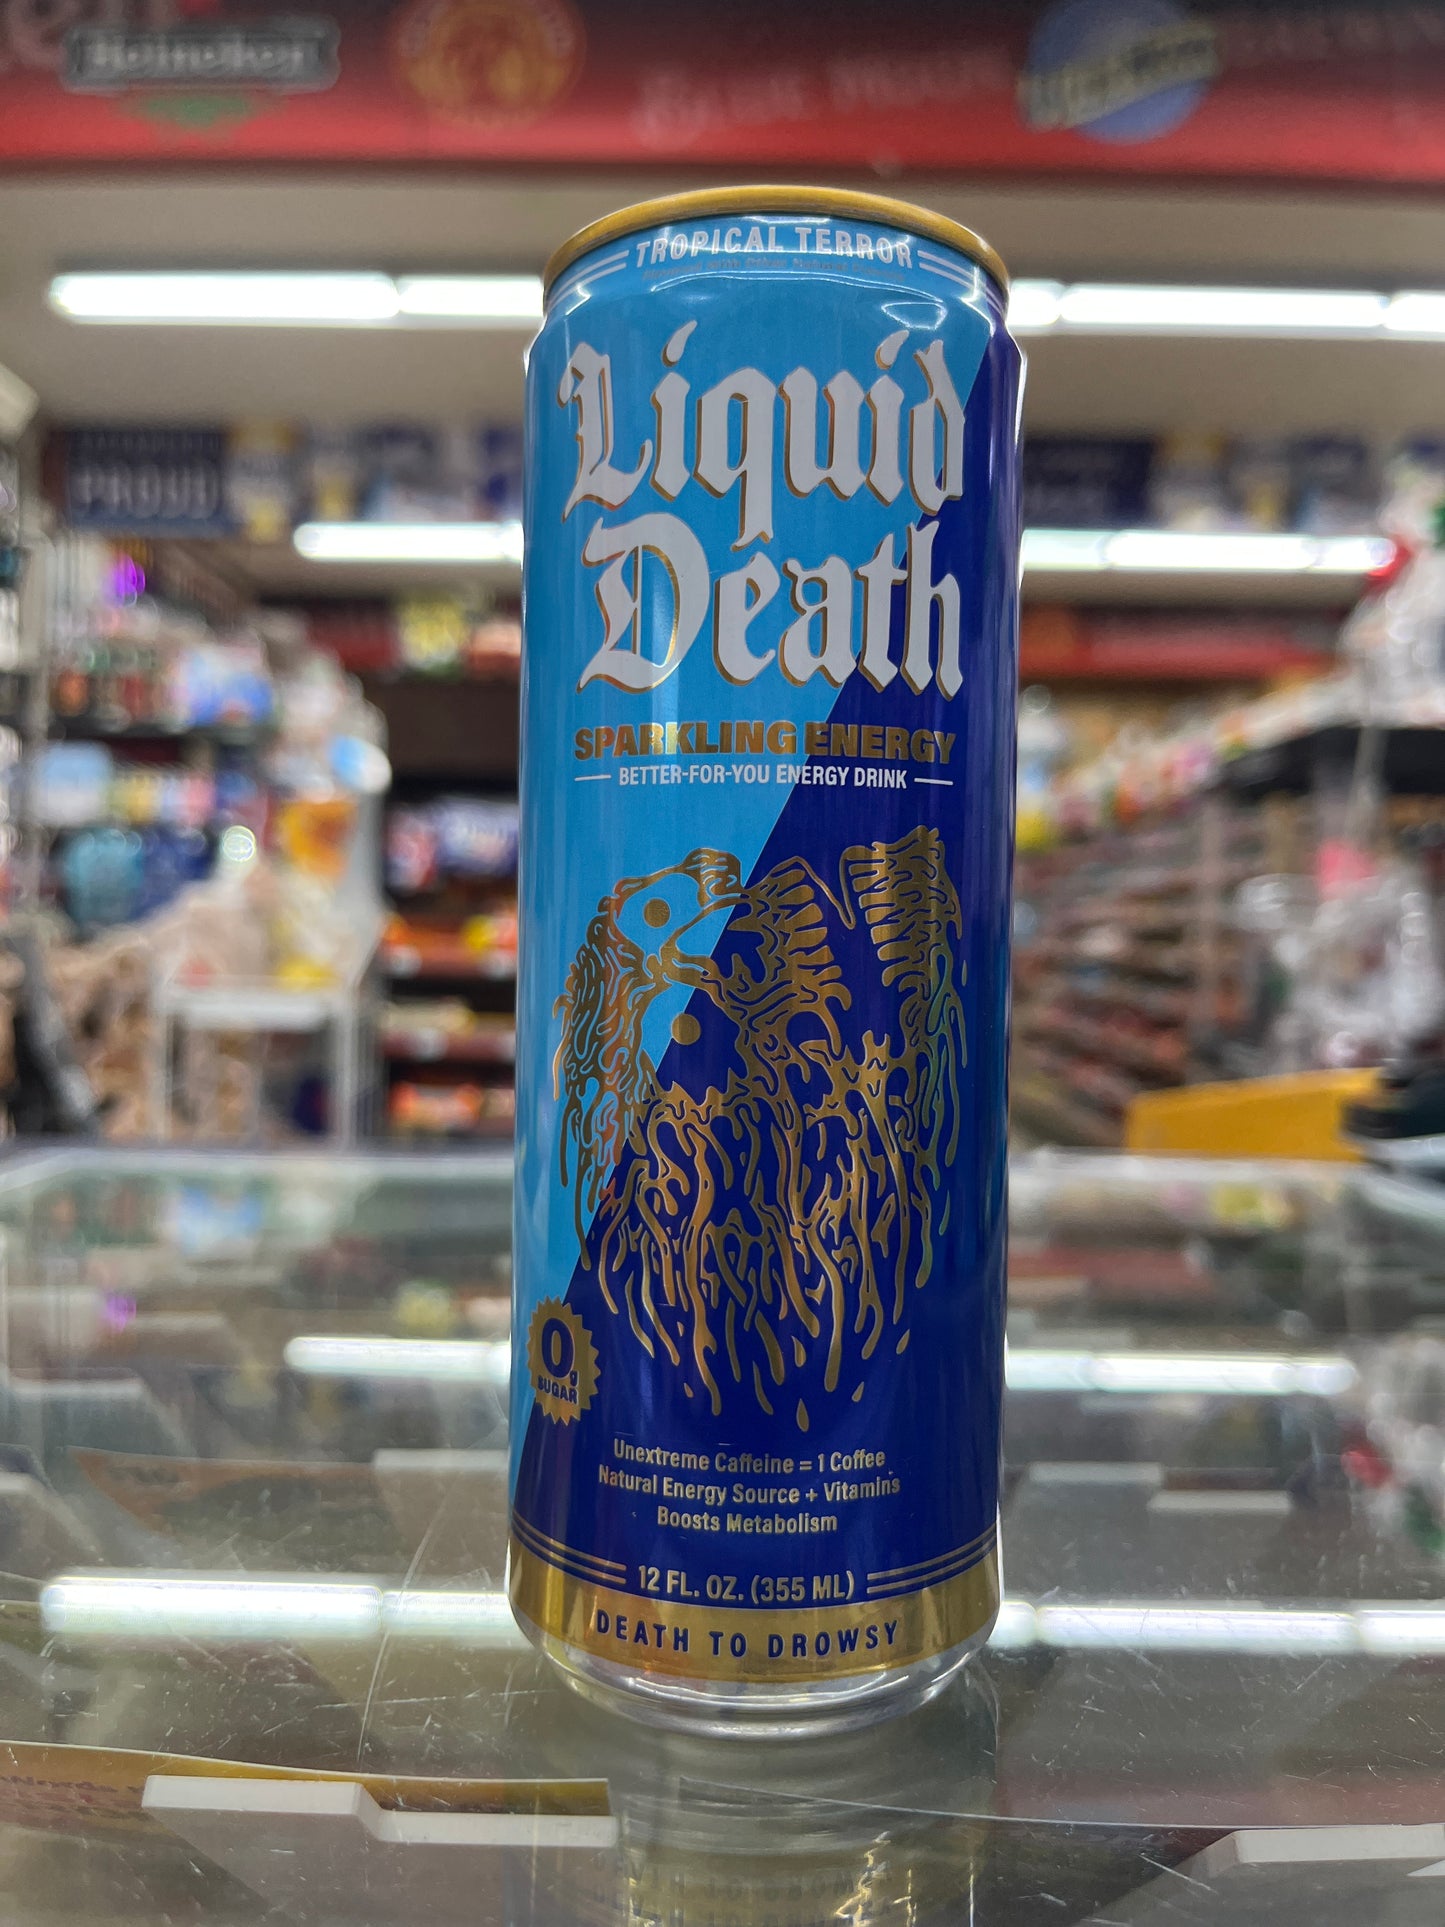 Heineken
TROPICAL TERROR
Liquid
Death
SPARKLING ENERGY
BETTER-FOR-YOU ENERGY DRINK
PROUD
0g
SUGAR
Unextreme Caffeine = 1 Coffee
Natural Energy Source + Vitamins
Boosts Metabolism
12 FL. OZ. (355 ML)
DEATH TO DROWSY